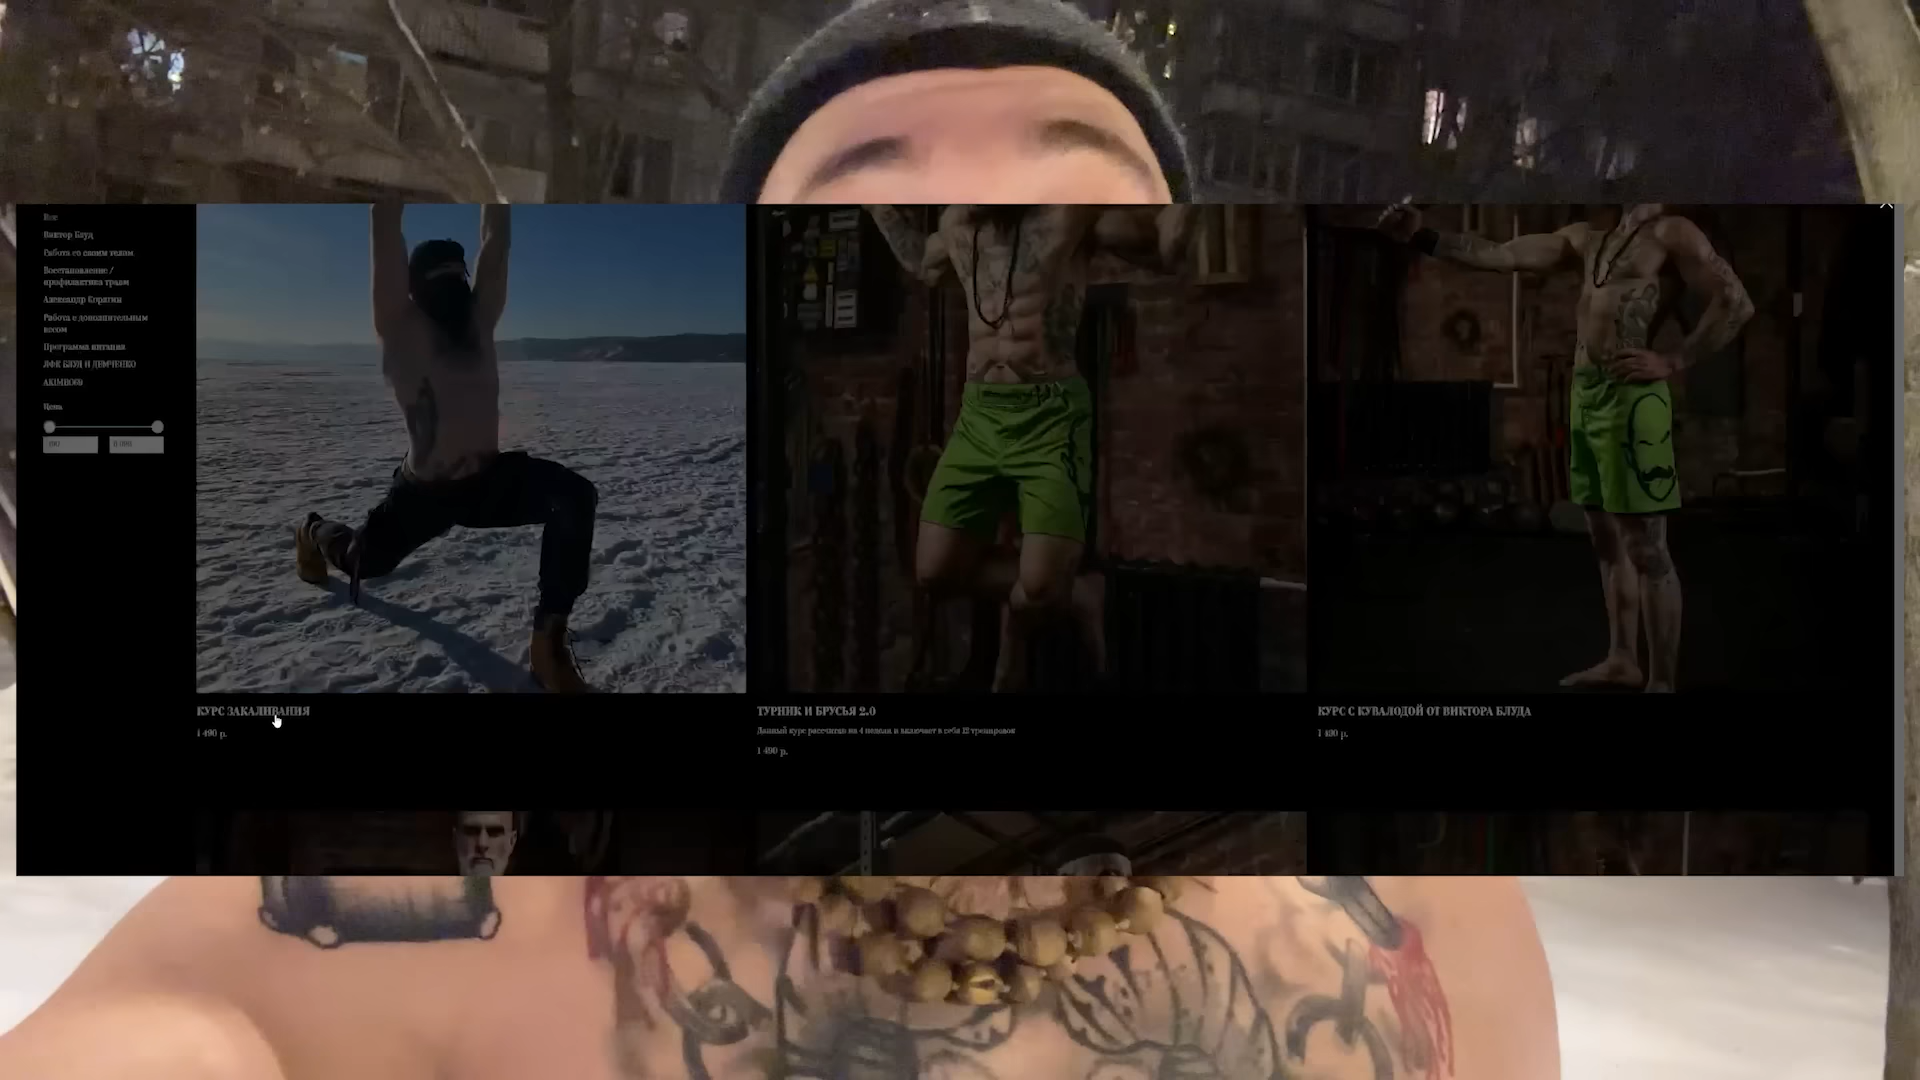 Все
Виктор Блуд
Работа со своим телом
Восстановление /
профилактика травм
Александр Корягин
Работа с дополнительным
весом
Программа питания
ЛФК БЛУД И ДЕМЧЕНКО
Цена
КУРС ЗАКАЛИВАНИЯ
1 490 р.
ТУРНИК И БРУСЬЯ 2.0
Данный курс рассчитан на 4 недели и включает в себя 12 тренировок
1 490 р.
КУРС С КУВАЛДОЙ ОТ ВИКТОРА БЛУДА
1 490 р.